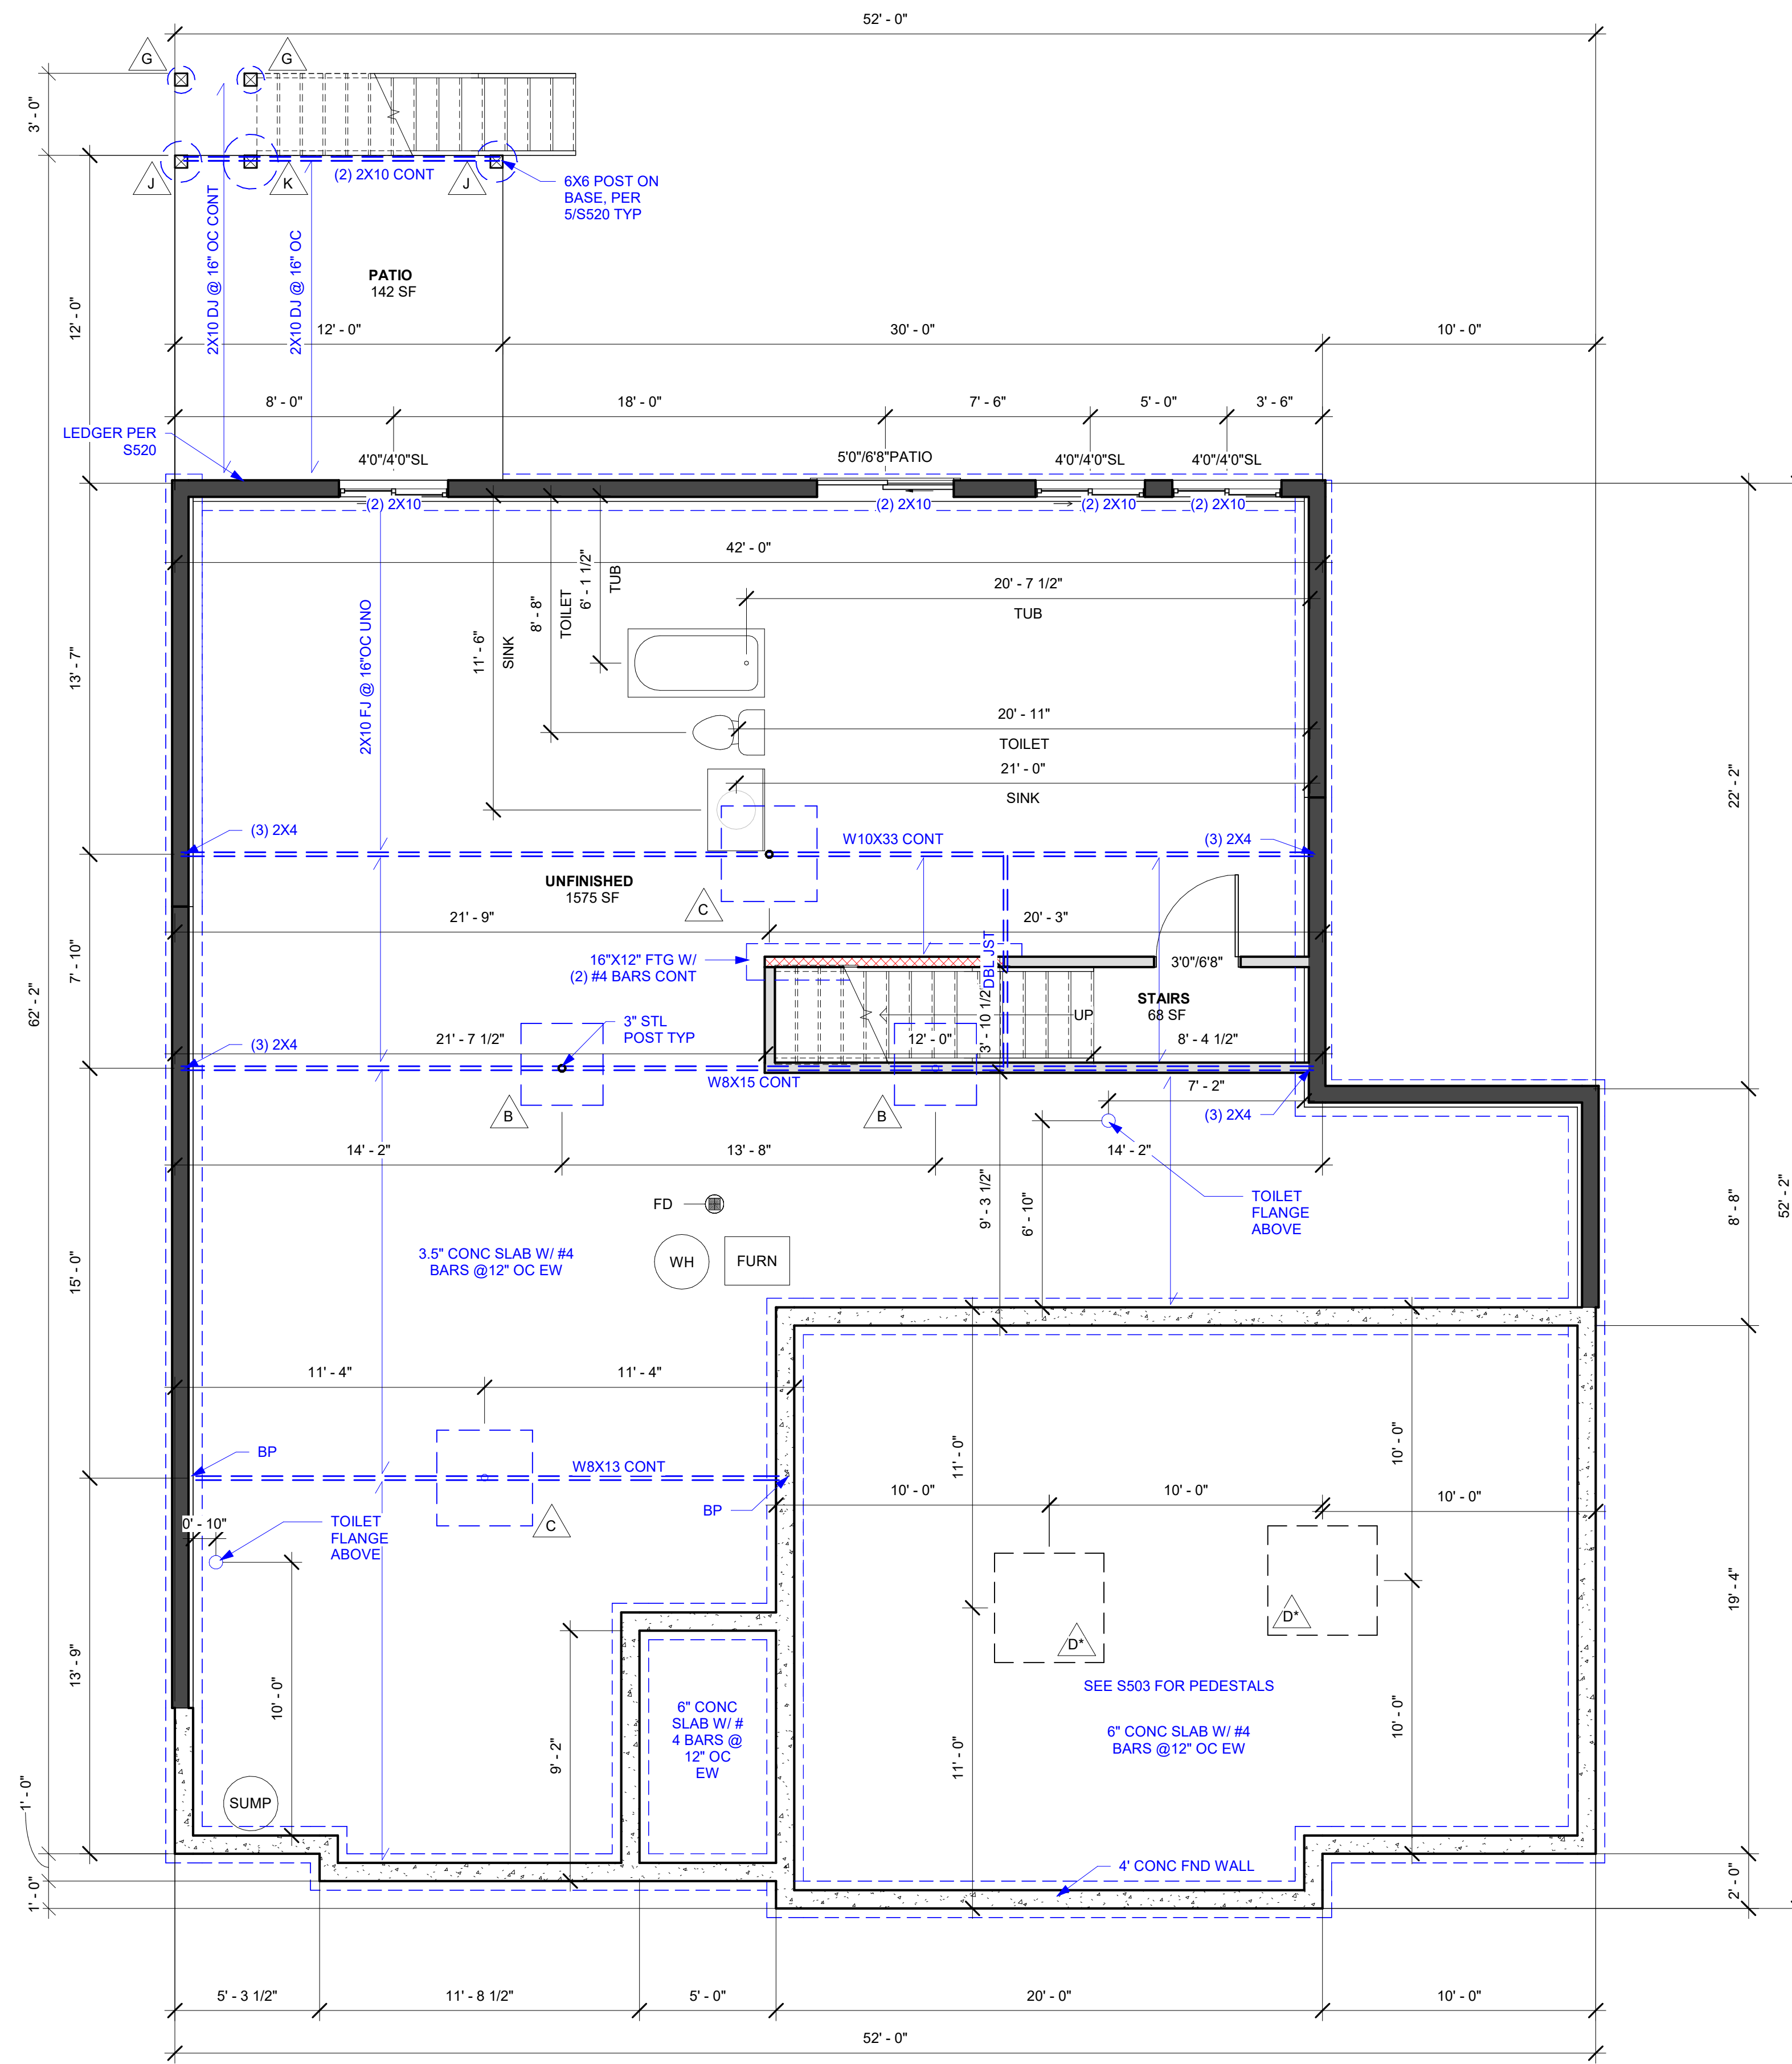 52' - 0"
G
G
3' - 0"
J
K
J
(2) 2X10 CONT
6X6 POST ON
BASE, PER
5/S520 TYP
2X10 DJ @ 16" OC CONT
2X10 DJ @ 16" OC
PATIO
142 SF
12' - 0"
12' - 0"
30' - 0"
10' - 0"
8' - 0"
18' - 0"
7' - 6"
5' - 0"
3' - 6"
LEDGER PER
S520
4'0"/4'0"SL
5'0"/6'8"PATIO
4'0"/4'0"SL
4'0"/4'0"SL
(2) 2X10
(2) 2X10
(2) 2X10
(2) 2X10
42' - 0"
6' - 1 1/2"
TUB
20' - 7 1/2"
TUB
8' - 8"
TOILET
11' - 6"
SINK
2X10 FJ @ 16"OC UNO
13' - 7"
22' - 2"
20' - 11"
TOILET
21' - 0"
SINK
(3) 2X4
W10X33 CONT
(3) 2X4
UNFINISHED
1575 SF
C
21' - 9"
20' - 3"
7' - 10"
62' - 2"
16"X12" FTG W/
(2) #4 BARS CONT
DBL JST
3'0"/6'8"
STAIRS
68 SF
UP
3' - 10 1/2"
3" STL
POST TYP
(3) 2X4
21' - 7 1/2"
12' - 0"
8' - 4 1/2"
W8X15 CONT
7' - 2"
(3) 2X4
B
B
14' - 2"
13' - 8"
14' - 2"
9' - 3 1/2"
6' - 10"
TOILET
FLANGE
ABOVE
8' - 8"
52' - 2"
FD
WH
FURN
3.5" CONC SLAB W/ #4
BARS @12" OC EW
15' - 0"
11' - 4"
11' - 4"
BP
W8X13 CONT
BP
C
0' - 10"
TOILET
FLANGE
ABOVE
11' - 0"
10' - 0"
10' - 0"
10' - 0"
10' - 0"
D*
D*
19' - 4"
13' - 9"
10' - 0"
9' - 2"
6" CONC
SLAB W/ #
4 BARS @
12" OC
EW
SEE S503 FOR PEDESTALS
6" CONC SLAB W/ #4
BARS @12" OC EW
11' - 0"
10' - 0"
SUMP
1' - 0"
1' - 0"
4' CONC FND WALL
2' - 0"
5' - 3 1/2"
11' - 8 1/2"
5' - 0"
20' - 0"
10' - 0"
52' - 0"